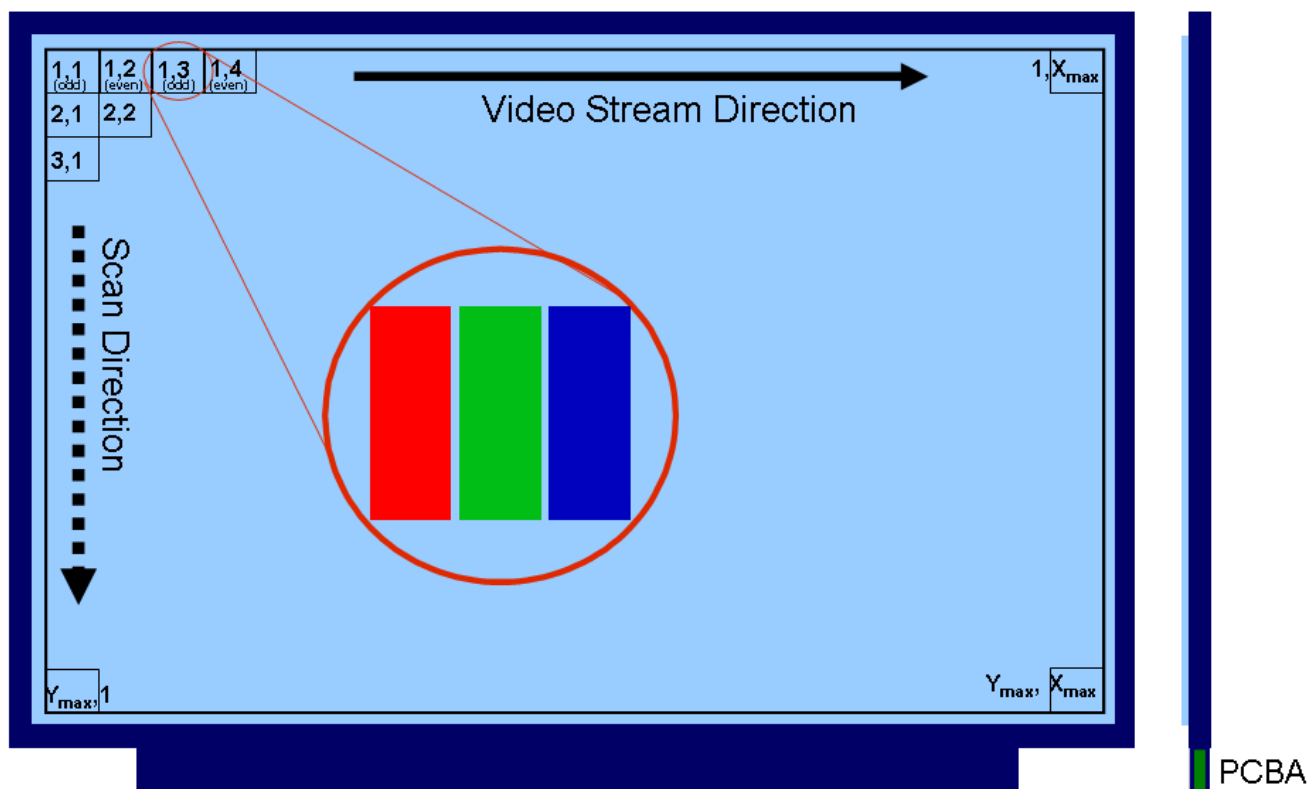 1,1 1,2 1,3 1,4 1,Xmax
(odd) (even) (odd) (even)
Video Stream Direction
2,1 2,2
3,1
Scan Direction
Ymax,1 Ymax, Xmax
PCBA